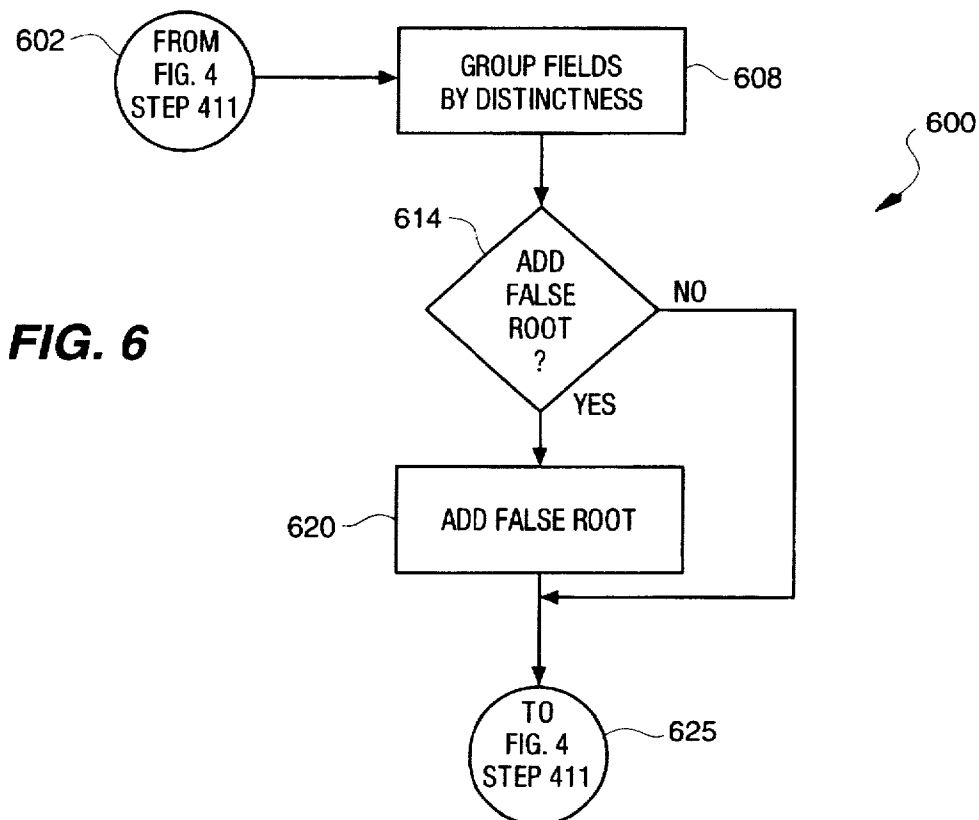 602
FROM
FIG. 4
STEP 411
GROUP FIELDS
BY DISTINCTNESS
608
600
614
ADD
FALSE
ROOT
?
NO
FIG. 6
YES
620
ADD FALSE ROOT
TO
FIG. 4
STEP 411
625